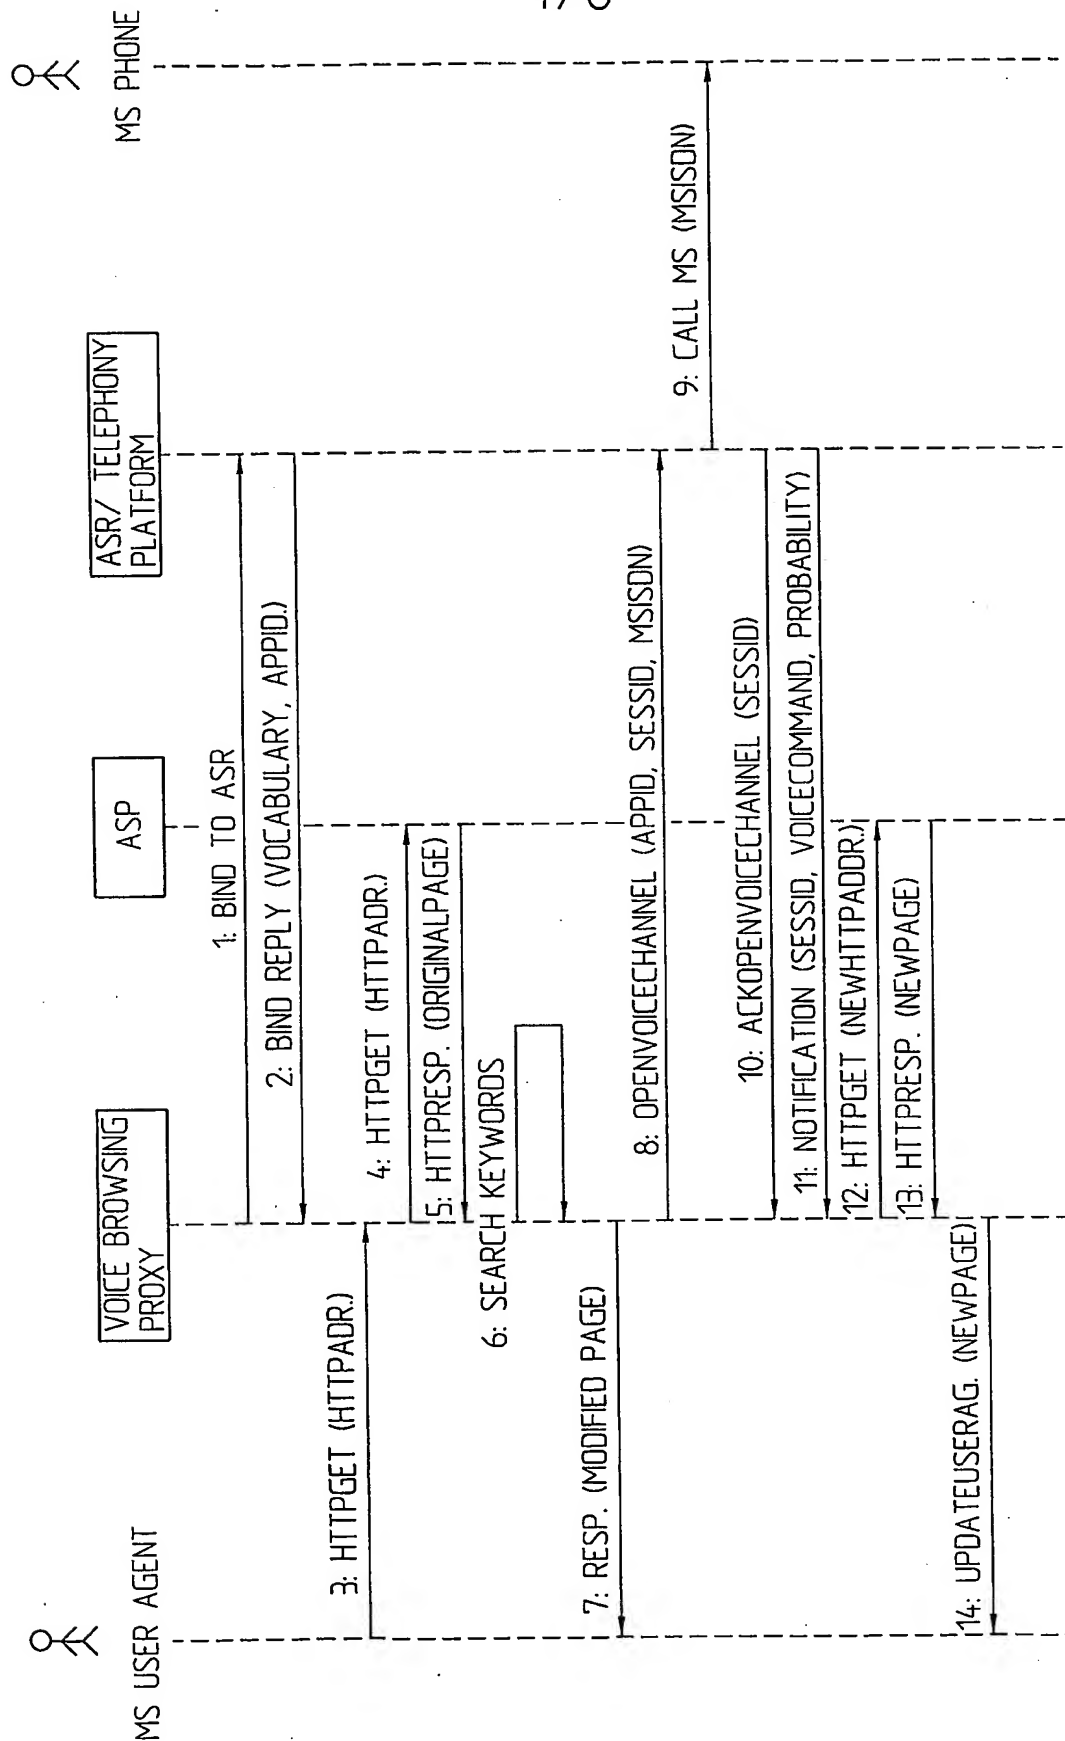 MS USER AGENT
VOICE BROWSING
PROXY
ASP
ASR/ TELEPHONY
PLATFORM
MS PHONE
1: BIND TO ASR
2: BIND REPLY (VOCABULARY, APPID.)
3: HTTPGET (HTTPADR.)
4: HTTPGET (HTTPADR.)
5: HTTPRESP. (ORIGINALPAGE)
6: SEARCH KEYWORDS
7: RESP. (MODIFIED PAGE)
8: OPENVOICECHANNEL (APPID, SESSID, MSISDN)
9: CALL MS (MSISDN)
10: ACKOPENVOICECHANNEL (SESSID)
11: NOTIFICATION (SESSID, VOICECOMMAND, PROBABILITY)
12: HTTPGET (NEWHTTPADDR.)
13: HTTPRESP. (NEWPAGE)
14: UPDATEUSERAG. (NEWPAGE)